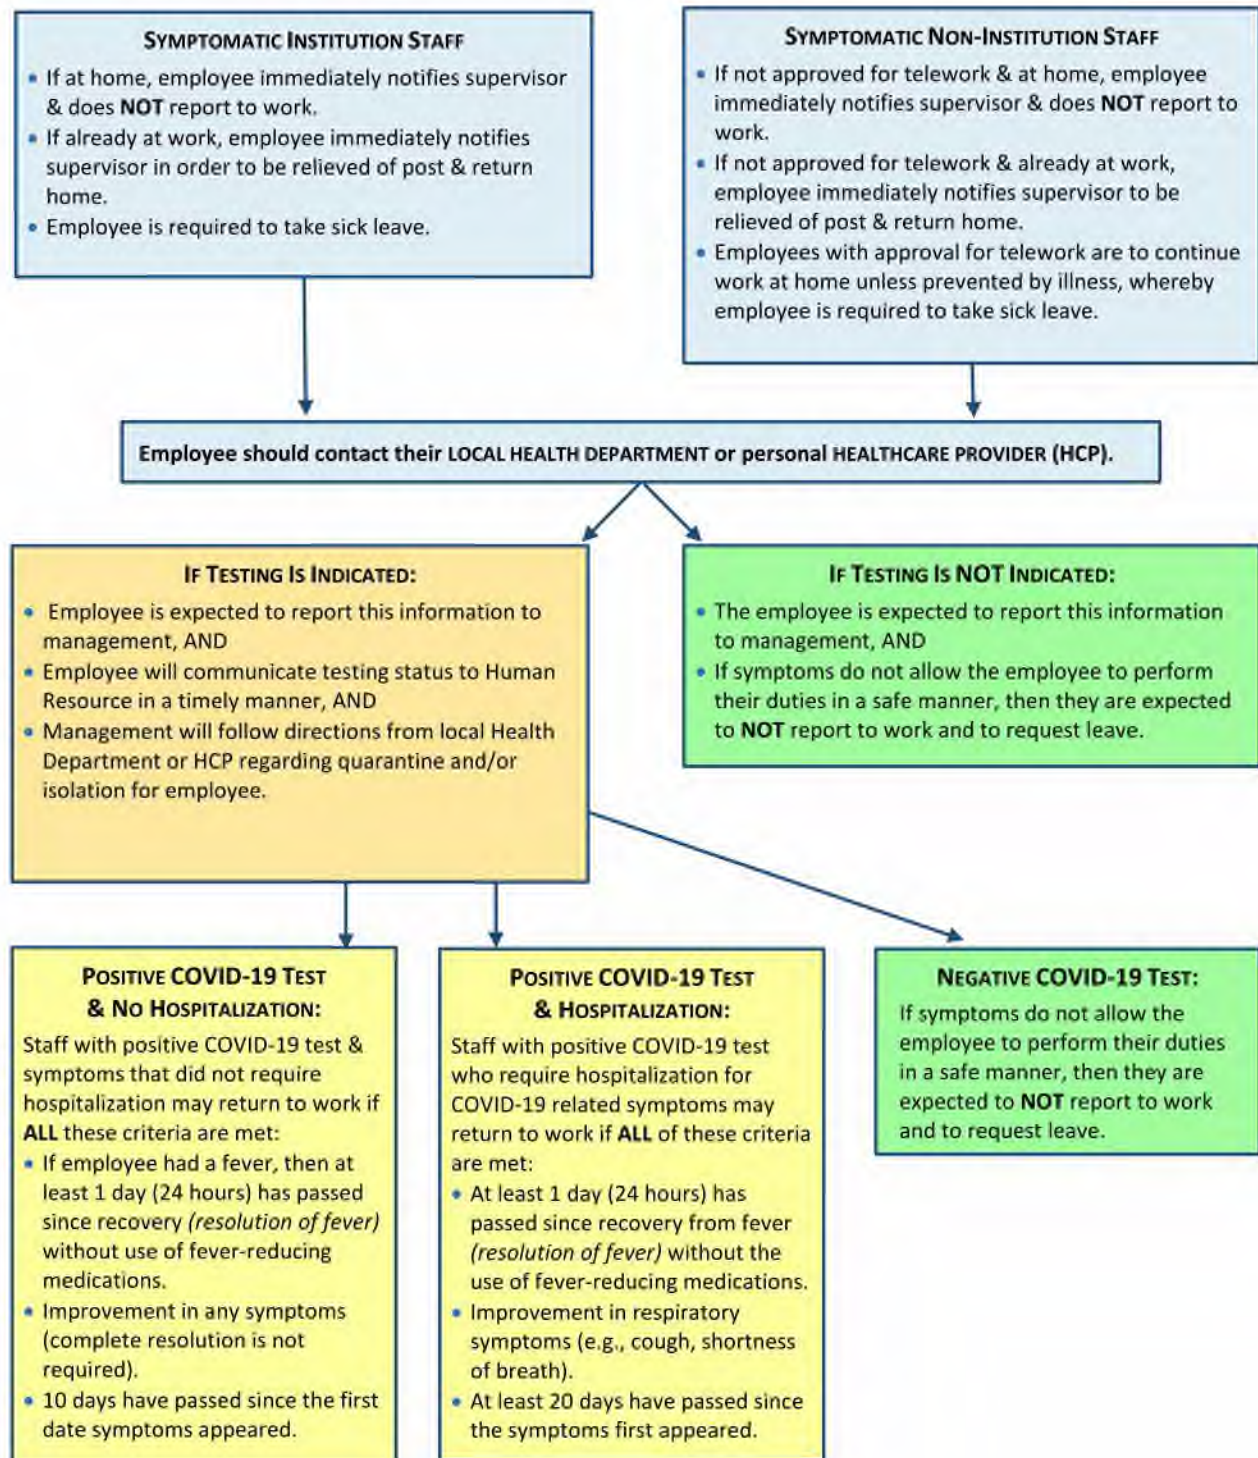 SYMPTOMATIC INSTITUTION STAFF
• If at home, employee immediately notifies supervisor
& does NOT report to work.
• If already at work, employee immediately notifies
supervisor in order to be relieved of post & return
home.
• Employee is required to take sick leave.
SYMPTOMATIC NON-INSTITUTION STAFF
• If not approved for telework & at home, employee
immediately notifies supervisor & does NOT report to
work.
• If not approved for telework & already at work,
employee immediately notifies supervisor to be
relieved of post & return home.
• Employees with approval for telework are to continue
work at home unless prevented by illness, whereby
employee is required to take sick leave.
Employee should contact their LOCAL HEALTH DEPARTMENT or personal HEALTHCARE PROVIDER (HCP).
IF TESTING IS INDICATED:
• Employee is expected to report this information to
management, AND
• Employee will communicate testing status to Human
Resource in a timely manner, AND
• Management will follow directions from local Health
Department or HCP regarding quarantine and/or
isolation for employee.
IF TESTING IS NOT INDICATED:
• The employee is expected to report this information
to management, AND
• If symptoms do not allow the employee to perform
their duties in a safe manner, then they are expected
to NOT report to work and to request leave.
POSITIVE COVID-19 TEST
& NO HOSPITALIZATION:
Staff with positive COVID-19 test &
symptoms that did not require
hospitalization may return to work if
ALL these criteria are met:
• If employee had a fever, then at
least 1 day (24 hours) has passed
since recovery (resolution of fever)
without use of fever-reducing
medications.
• Improvement in any symptoms
(complete resolution is not
required).
• 10 days have passed since the first
date symptoms appeared.
POSITIVE COVID-19 TEST
& HOSPITALIZATION:
Staff with positive COVID-19 test
who require hospitalization for
COVID-19 related symptoms may
return to work if ALL of these criteria
are met:
• At least 1 day (24 hours) has
passed since recovery from fever
(resolution of fever) without the
use of fever-reducing medications.
• Improvement in respiratory
symptoms (e.g., cough, shortness
of breath).
• At least 20 days have passed since
the symptoms first appeared.
NEGATIVE COVID-19 TEST:
If symptoms do not allow the
employee to perform their duties
in a safe manner, then they are
expected to NOT report to work
and to request leave.